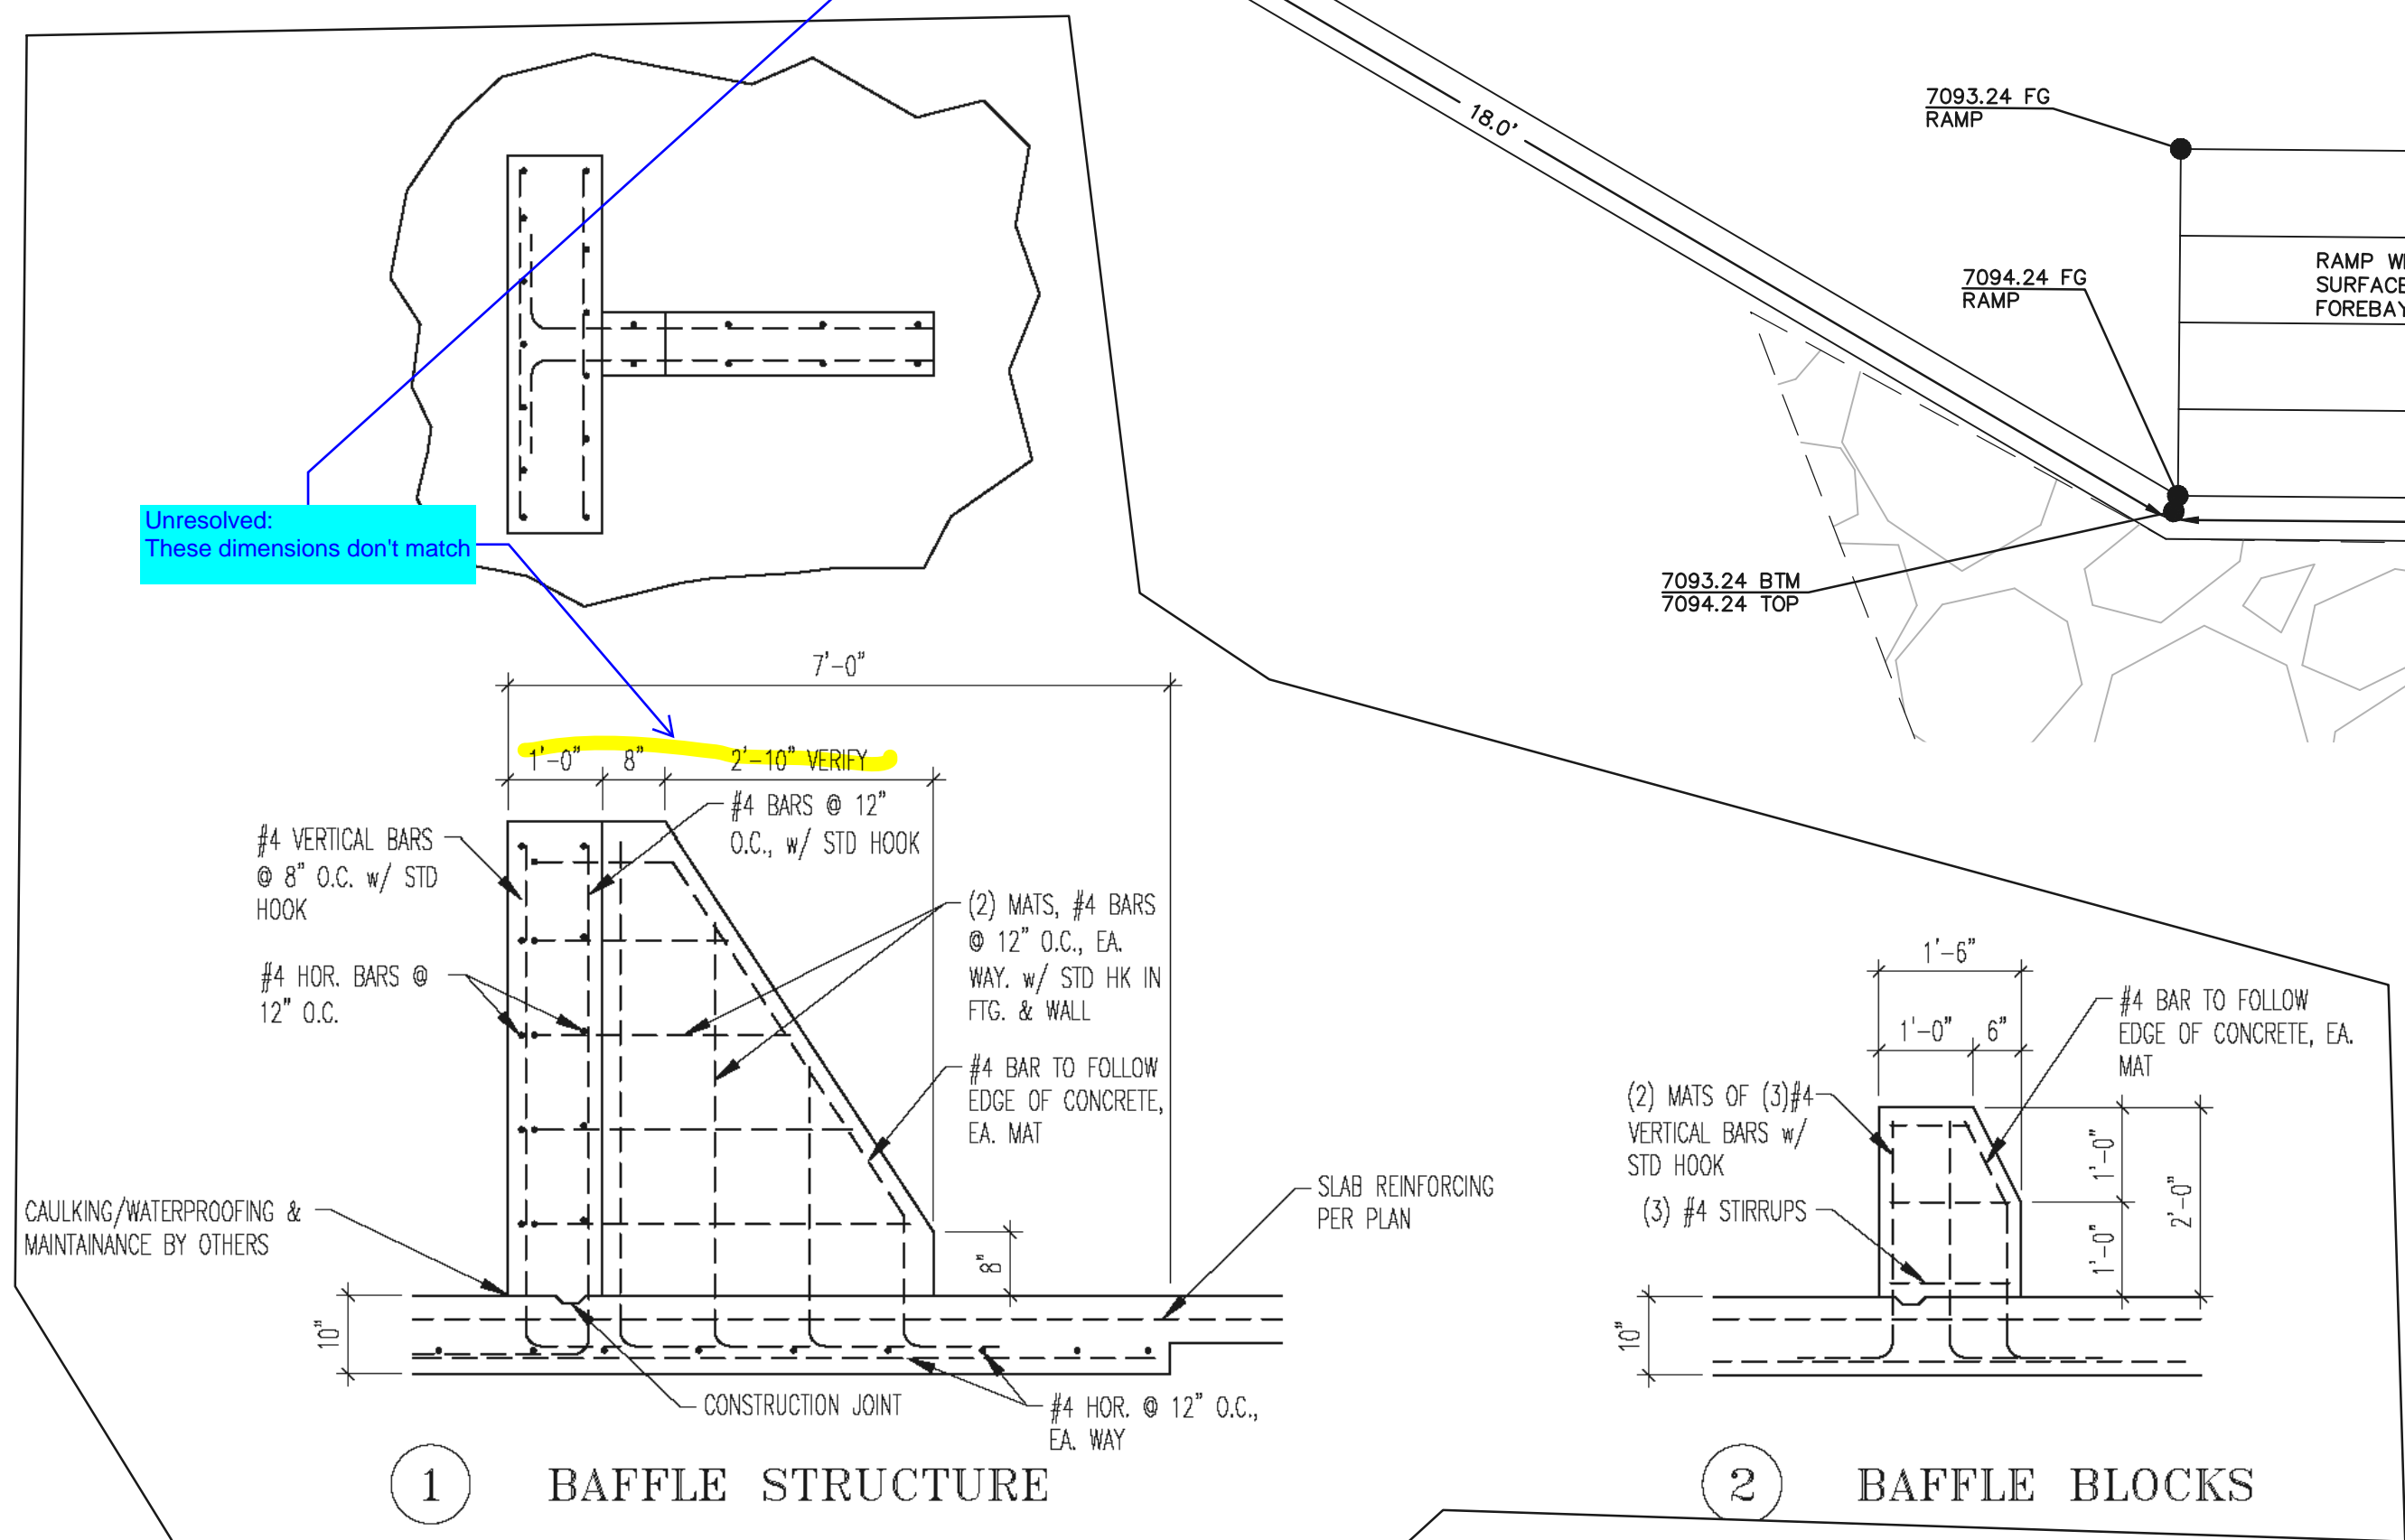 18.0'
7093.24 FG
RAMP
7094.24 FG
RAMP
RAMP
SURFACE
FOREBAY
7093.24 BTM
7094.24 TOP
Unresolved:
These dimensions don't match
7'-0"
1'-0" 8" 2'-10" VERIFY
#4 BARS @ 12"
O.C., w/ STD HOOK
#4 VERTICAL BARS
@ 8" O.C. w/ STD
HOOK
(2) MATS, #4 BARS
@ 12" O.C., EA.
WAY. w/ STD HK IN
FTG. & WALL
#4 HOR. BARS @
12" O.C.
#4 BAR TO FOLLOW
EDGE OF CONCRETE,
EA. MAT
CAULKING/WATERPROOFING &
MAINTAINANCE BY OTHERS
SLAB REINFORCING
PER PLAN
8"
10"
CONSTRUCTION JOINT
#4 HOR. @ 12" O.C.,
EA. WAY
1 BAFFLE STRUCTURE
1'-6"
1'-0" 6"
#4 BAR TO FOLLOW
EDGE OF CONCRETE, EA.
MAT
(2) MATS OF (3)#4
VERTICAL BARS w/
STD HOOK
(3) #4 STIRRUPS
1'-0"
2'-0"
1'-0"
10"
2 BAFFLE BLOCKS